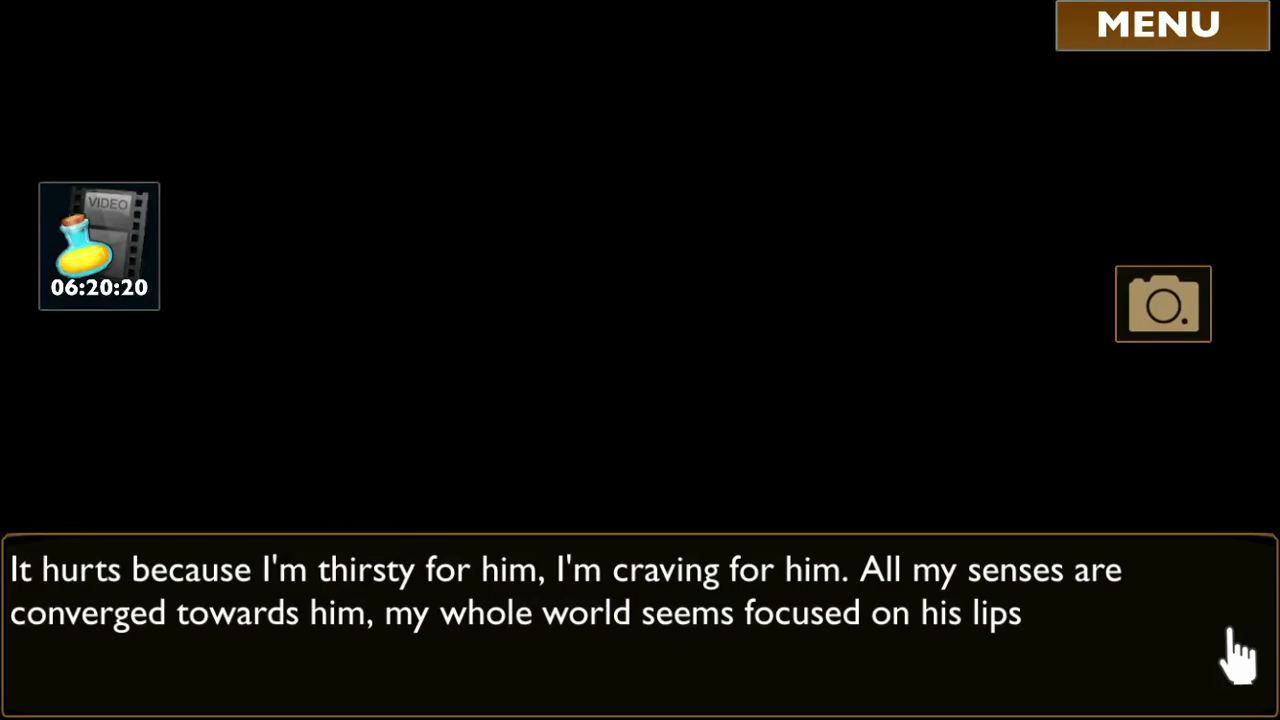 MENU
VIDEO
06:20:20
It hurts because I'm thirsty for him, I'm craving for him. All my senses are
converged towards him, my whole world seems focused on his lips